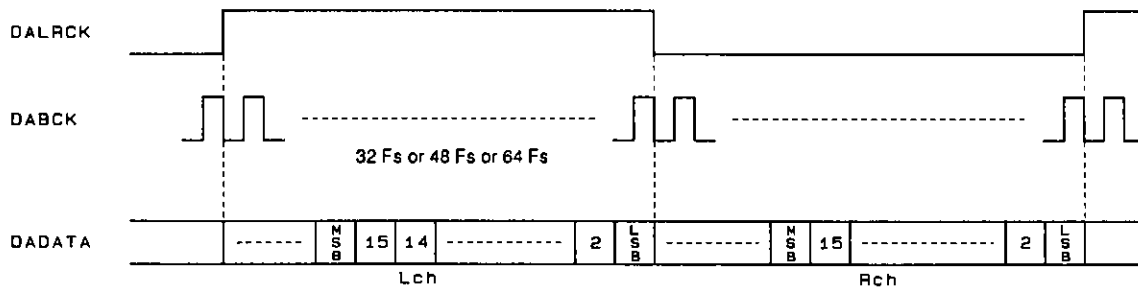 DALRCK
DABCK
32 Fs or 48 Fs or 64 Fs
DADATA MSB 15 14 2 LSB MSB 15 2 LSB
Lch Rch